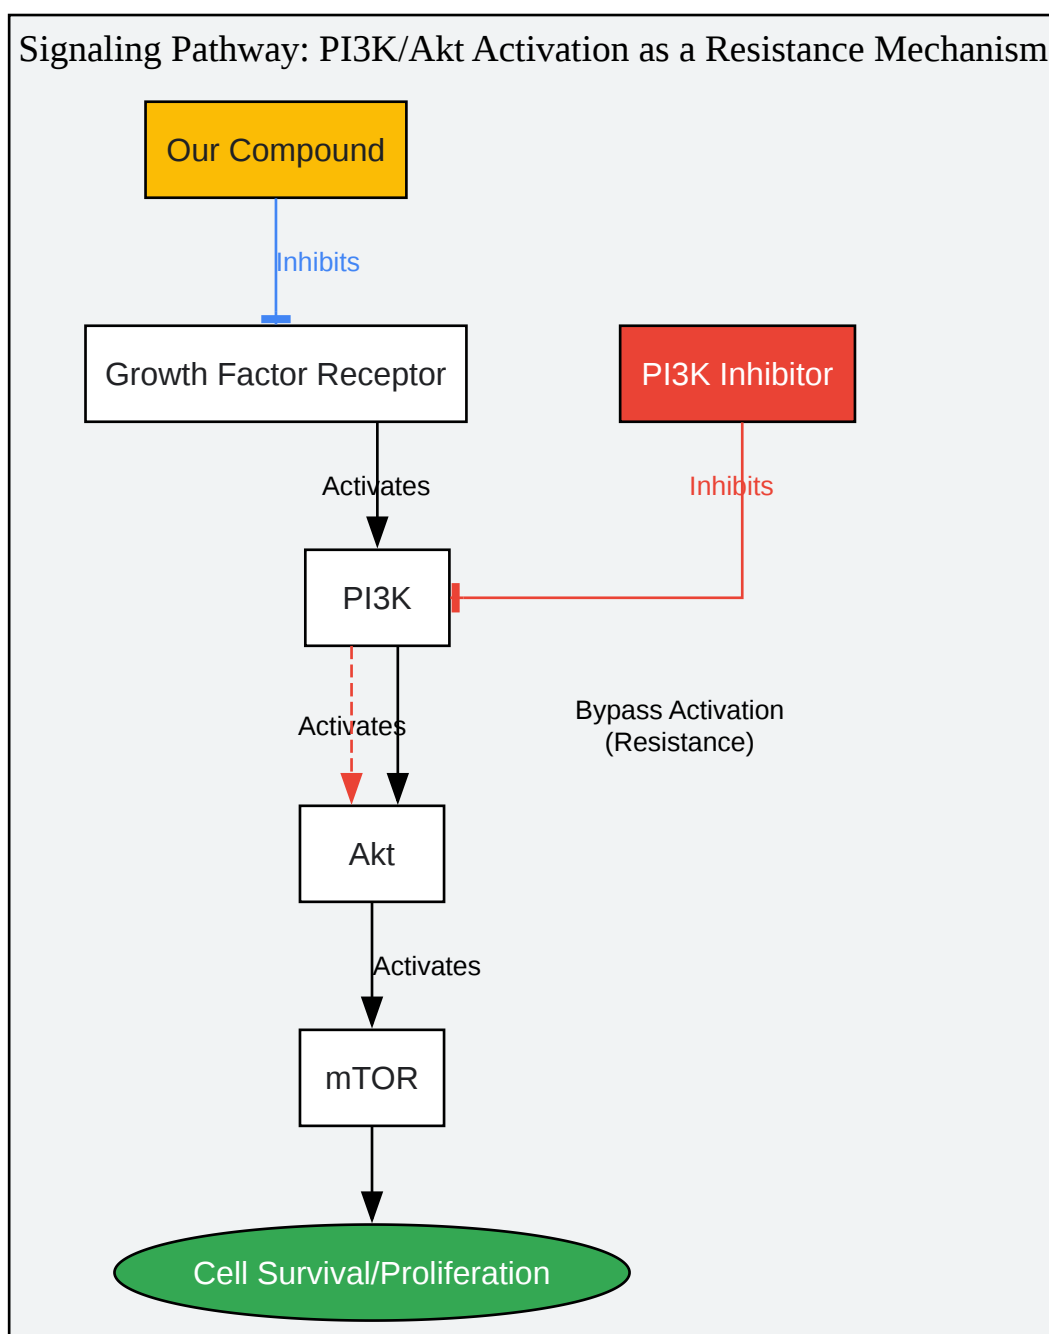 Signaling Pathway: PI3K/Akt Activation as a Resistance Mechanism
Our Compound
Inhibits
Growth Factor Receptor
PI3K Inhibitor
Activates
Inhibits
PI3K
Activates
Bypass Activation
(Resistance)
Akt
Activates
mTOR
Cell Survival/Proliferation